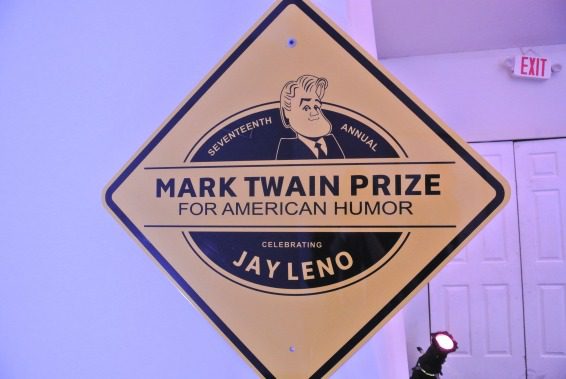 SEVENTEENTH ANNUAL
MARK TWAIN PRIZE
FOR AMERICAN HUMOR
CELEBRATING
JAY LENO
EXIT